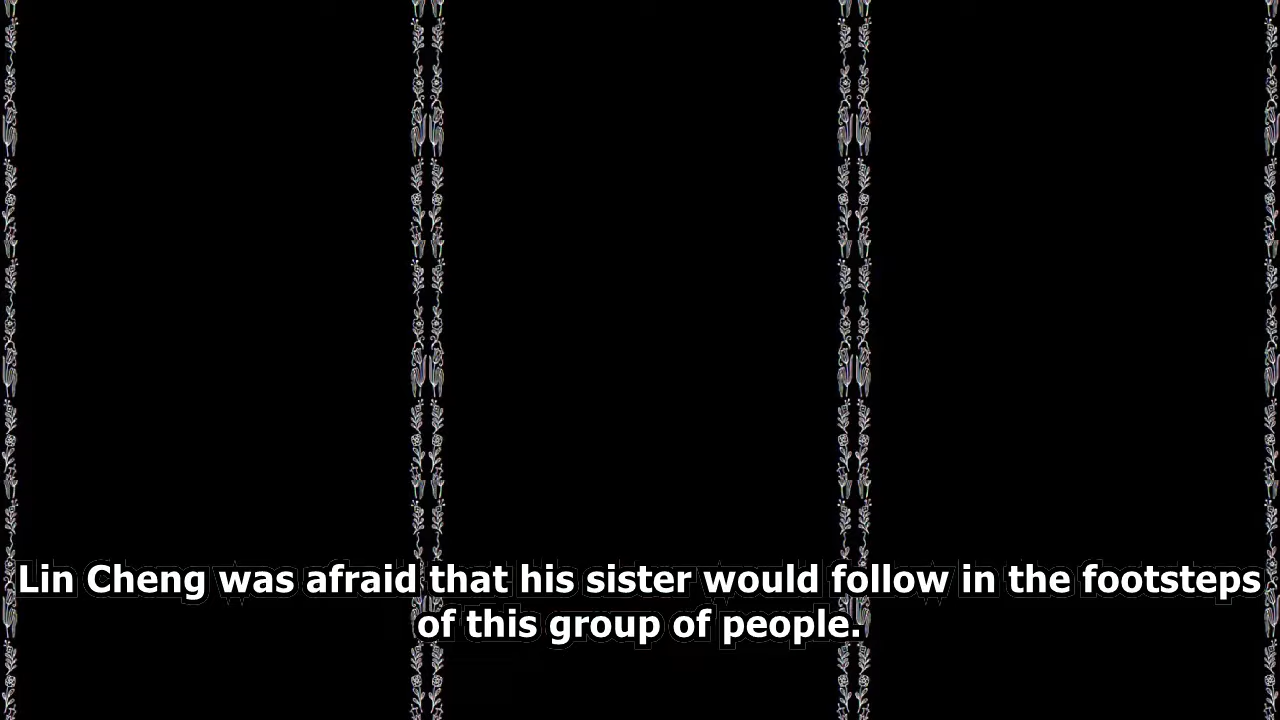 Lin Cheng was afraid that his sister would follow in the footsteps
of this group of people.